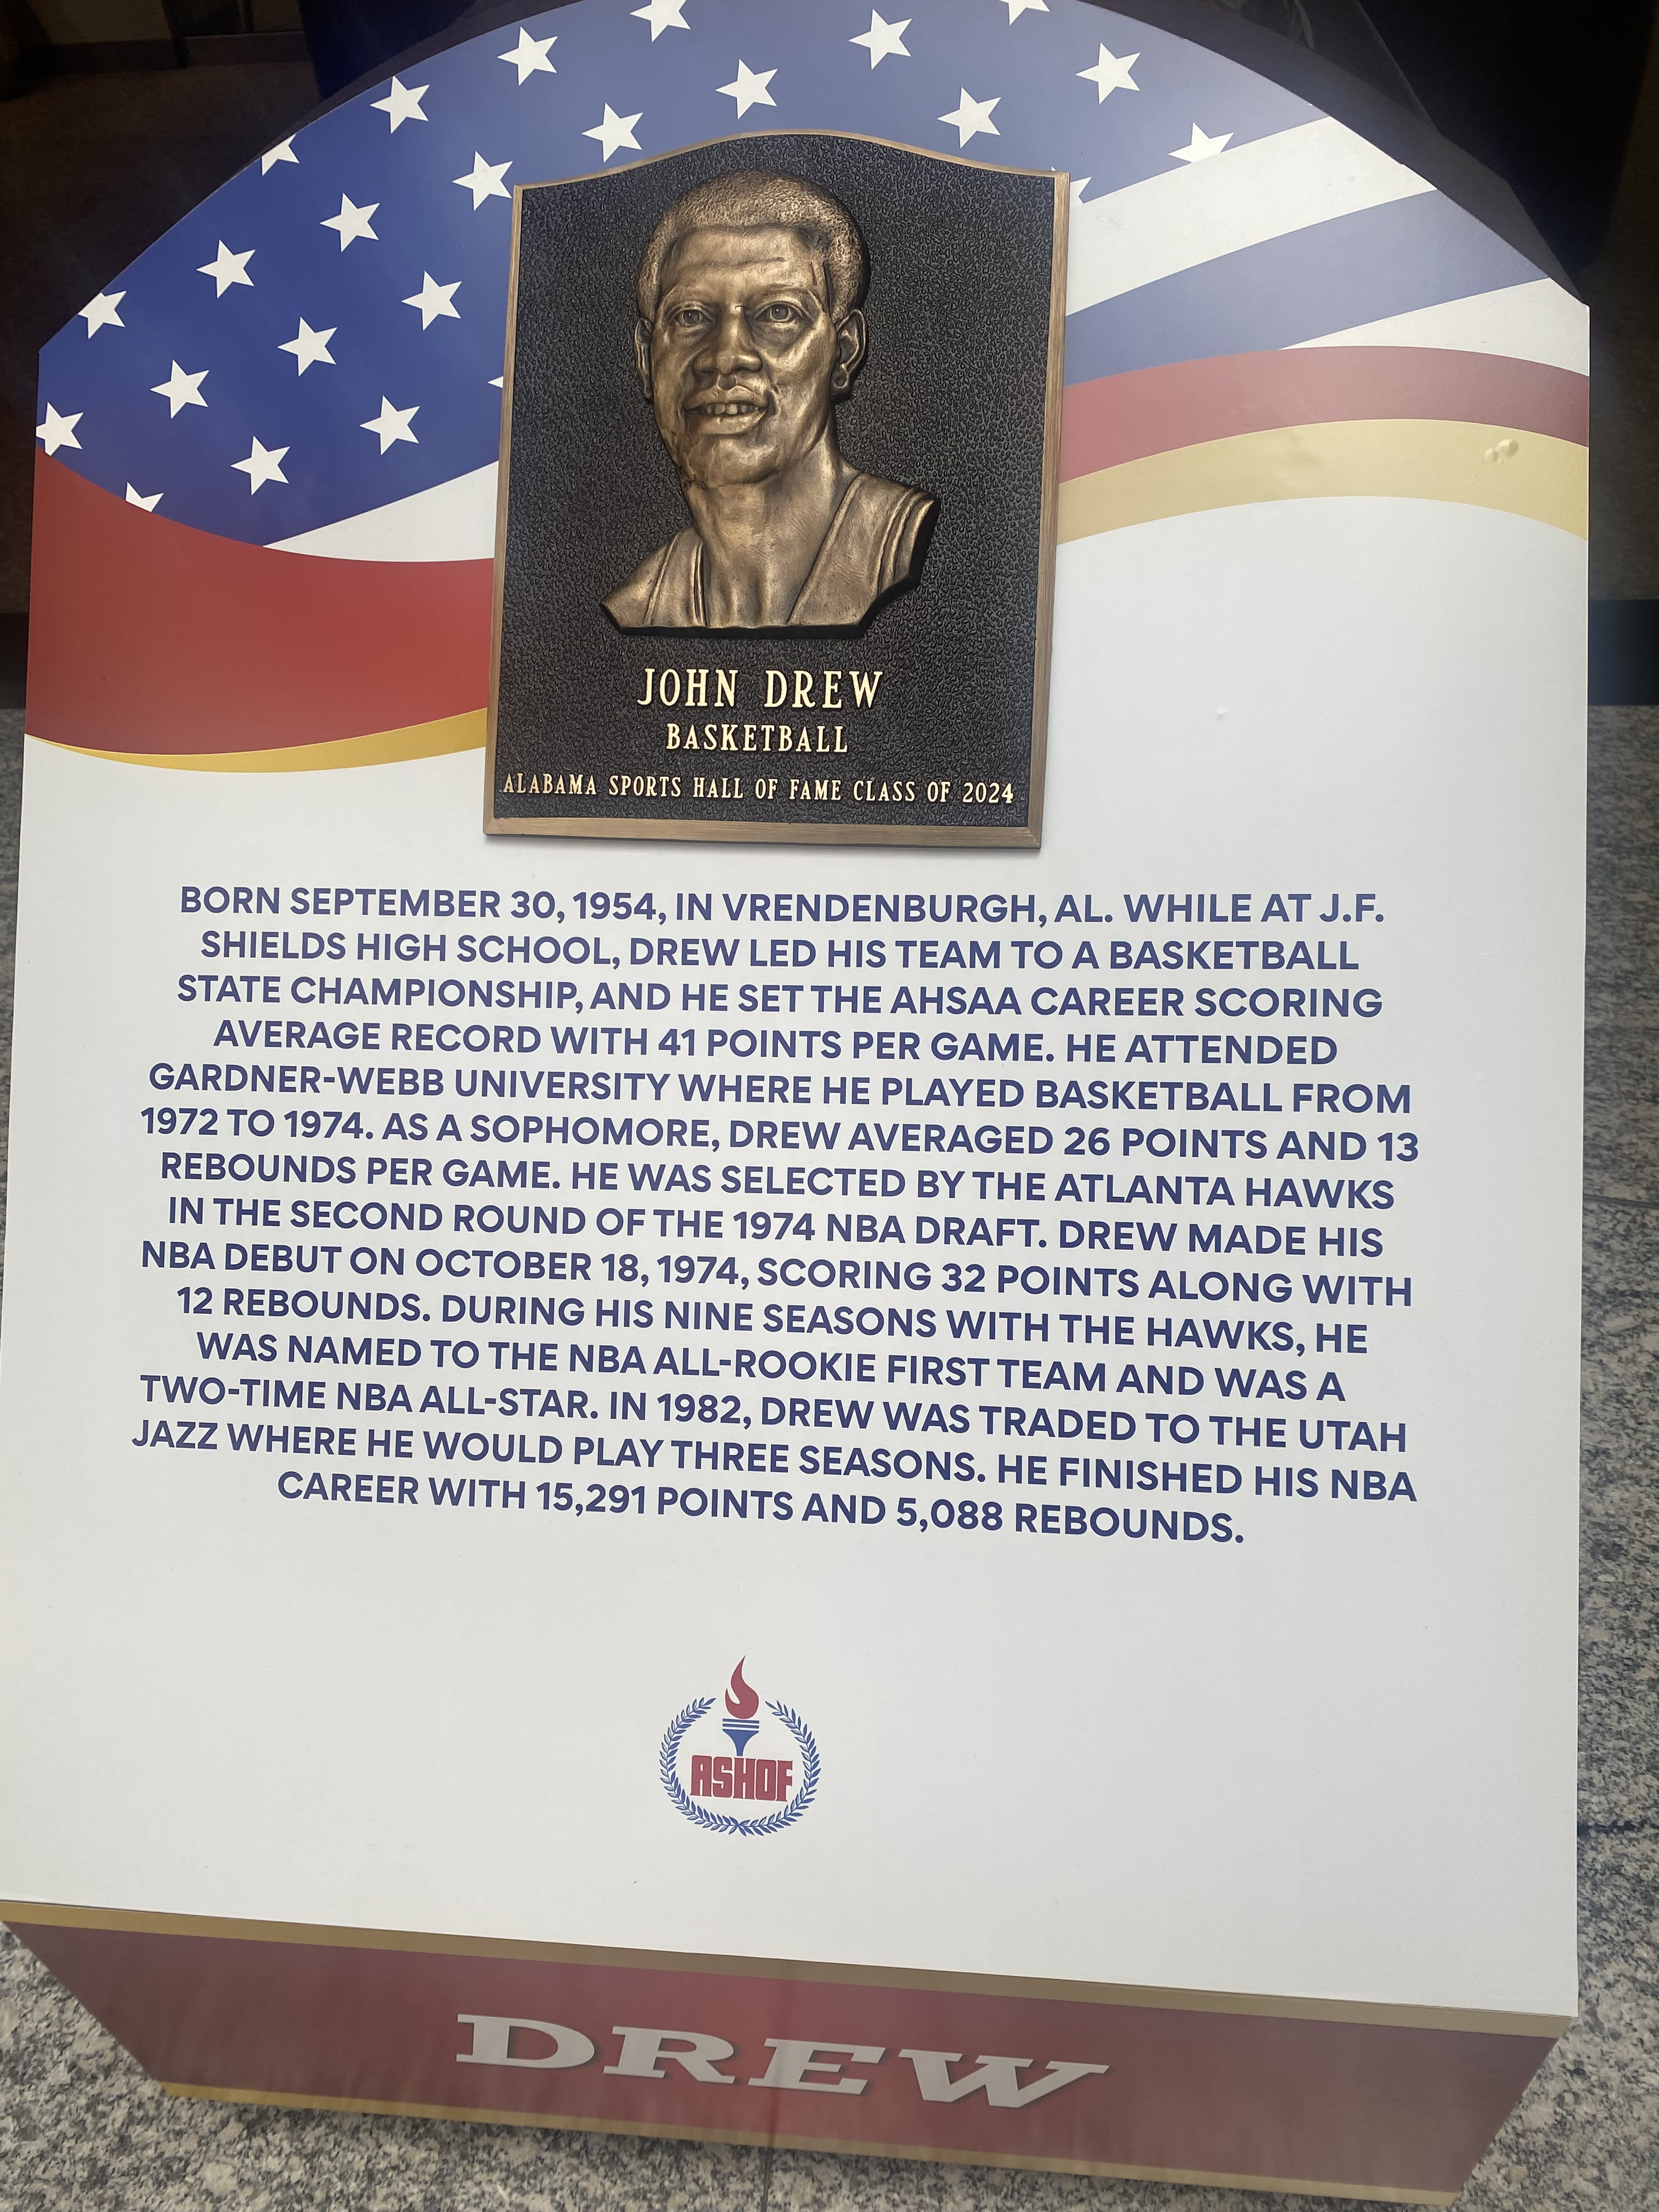 JOHN DREW
BASKETBALL
ALABAMA SPORTS HALL OF FAME CLASS OF 2024
BORN SEPTEMBER 30, 1954, IN VRENDENBURGH, AL. WHILE AT J.F.
SHIELDS HIGH SCHOOL, DREW LED HIS TEAM TO A BASKETBALL
STATE CHAMPIONSHIP, AND HE SET THE AHSAA CAREER SCORING
AVERAGE RECORD WITH 41 POINTS PER GAME. HE ATTENDED
GARDNER-WEBB UNIVERSITY WHERE HE PLAYED BASKETBALL FROM
1972 TO 1974. AS A SOPHOMORE, DREW AVERAGED 26 POINTS AND 13
REBOUNDS PER GAME. HE WAS SELECTED BY THE ATLANTA HAWKS
IN THE SECOND ROUND OF THE 1974 NBA DRAFT. DREW MADE HIS
NBA DEBUT ON OCTOBER 18, 1974, SCORING 32 POINTS ALONG WITH
12 REBOUNDS. DURING HIS NINE SEASONS WITH THE HAWKS, HE
WAS NAMED TO THE NBA ALL-ROOKIE FIRST TEAM AND WAS A
TWO-TIME NBA ALL-STAR. IN 1982, DREW WAS TRADED TO THE UTAH
JAZZ WHERE HE WOULD PLAY THREE SEASONS. HE FINISHED HIS NBA
CAREER WITH 15,291 POINTS AND 5,088 REBOUNDS.
ASHOF
DREW